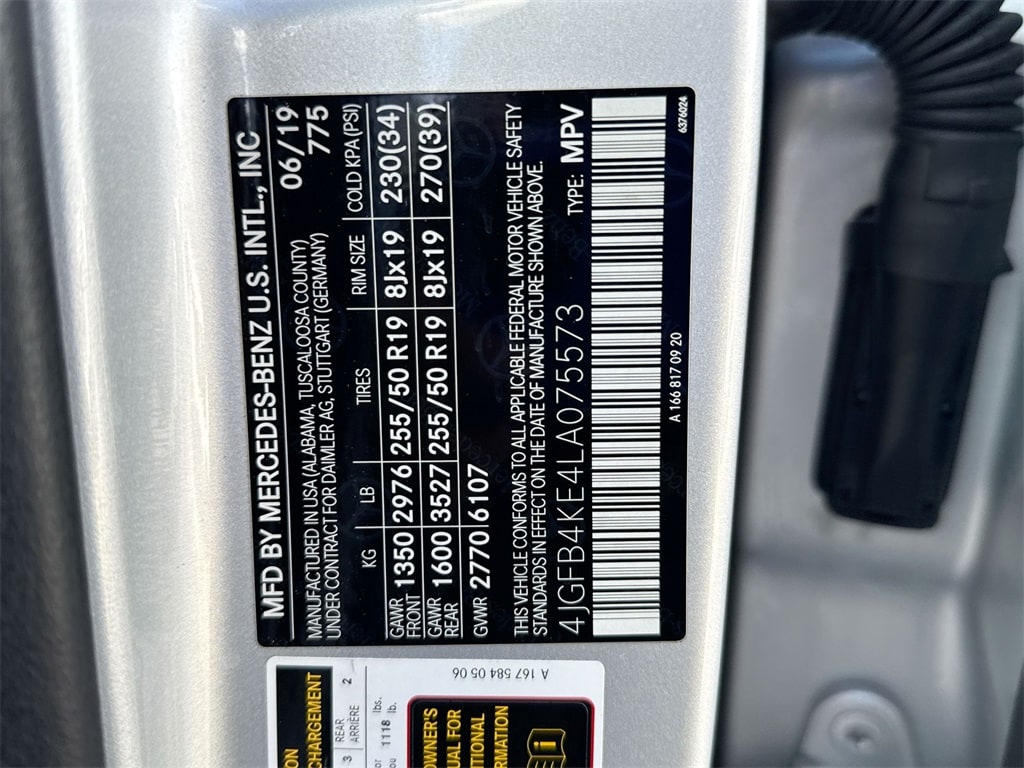 MFD BY MERCEDES-BENZ U.S. INTL., INC
06/19
775
MANUFACTURED IN USA (ALABAMA, TUSCALOOSA COUNTY)
UNDER CONTRACT FOR DAIMLER AG, STUTTGART (GERMANY)
KG LB TIRES RIM SIZE COLD KPA (PSI)
GAWR FRONT 1350 2976 255/50 R19 8Jx19 230(34)
GAWR REAR 1600 3527 255/50 R19 8Jx19 270(39)
GVWR 2770 6107
THIS VEHICLE CONFORMS TO ALL APPLICABLE FEDERAL MOTOR VEHICLE SAFETY
STANDARDS IN EFFECT ON THE DATE OF MANUFACTURE SHOWN ABOVE.
4JGFB4KE4LA075573 TYPE: MPV
A 166 817 09 20
6376024
CHARGEMENT
3 REAR 2
ARRIÈRE
1118 lbs.
lb.
OWNER'S
FOR
A 167 584 05 06